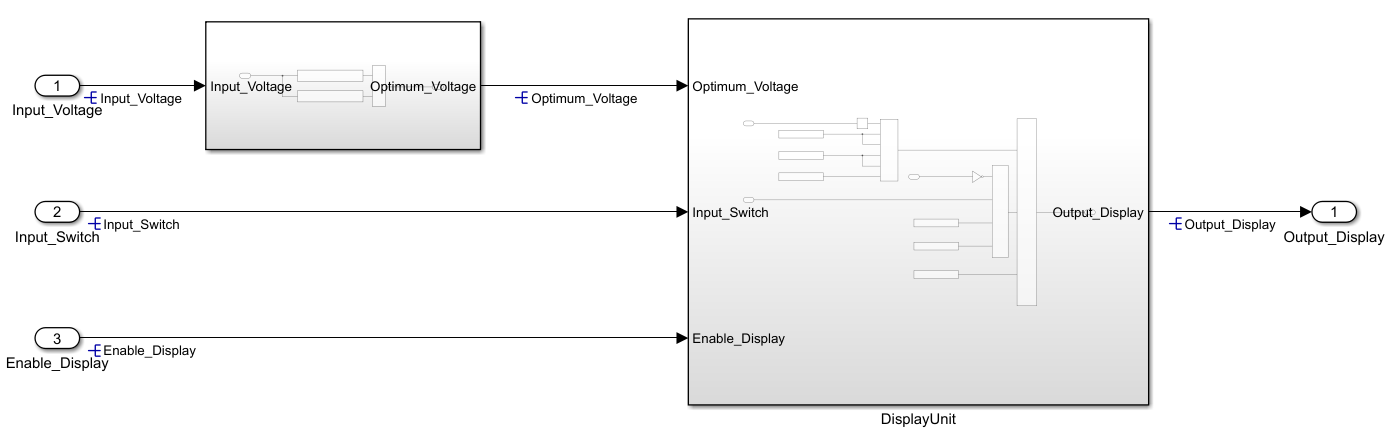 1
Input_Voltage
Input_Voltage
Input_Voltage
Optimum_Voltage
Optimum_Voltage
Optimum_Voltage
2
Input_Switch
Input_Switch
Input_Switch
Output_Display
Output_Display
1
Output_Display
3
Enable_Display
Enable_Display
Enable_Display
DisplayUnit